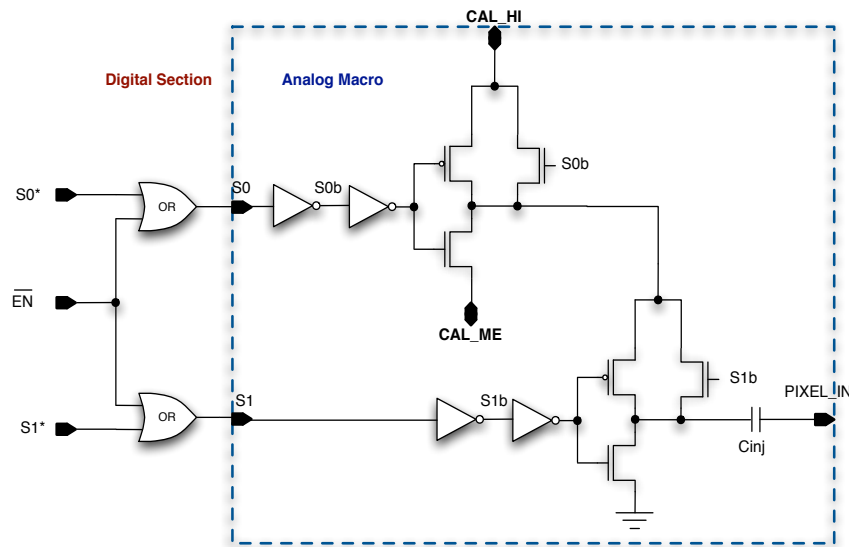 CAL_HI
Digital Section
Analog Macro
S0b
S0*
OR
S0
S0b
EN
CAL_ME
S1b
PIXEL_IN
S1*
OR
S1
S1b
Cinj